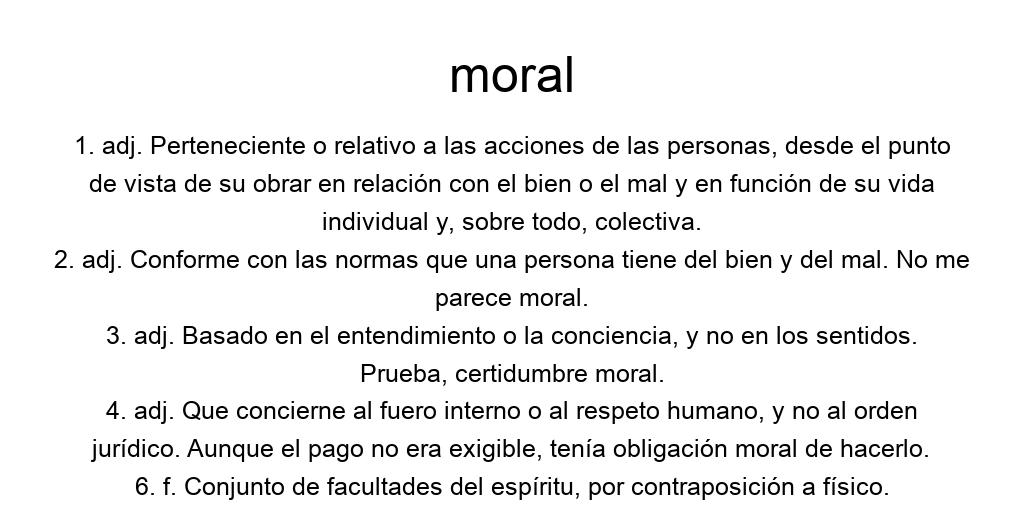 moral
1. adj. Perteneciente o relativo a las acciones de las personas, desde el punto
de vista de su obrar en relación con el bien o el mal y en función de su vida
individual y, sobre todo, colectiva.
2. adj. Conforme con las normas que una persona tiene del bien y del mal. No me
parece moral.
3. adj. Basado en el entendimiento o la conciencia, y no en los sentidos.
Prueba, certidumbre moral.
4. adj. Que concierne al fuero interno o al respeto humano, y no al orden
jurídico. Aunque el pago no era exigible, tenía obligación moral de hacerlo.
6. f. Conjunto de facultades del espíritu, por contraposición a físico.